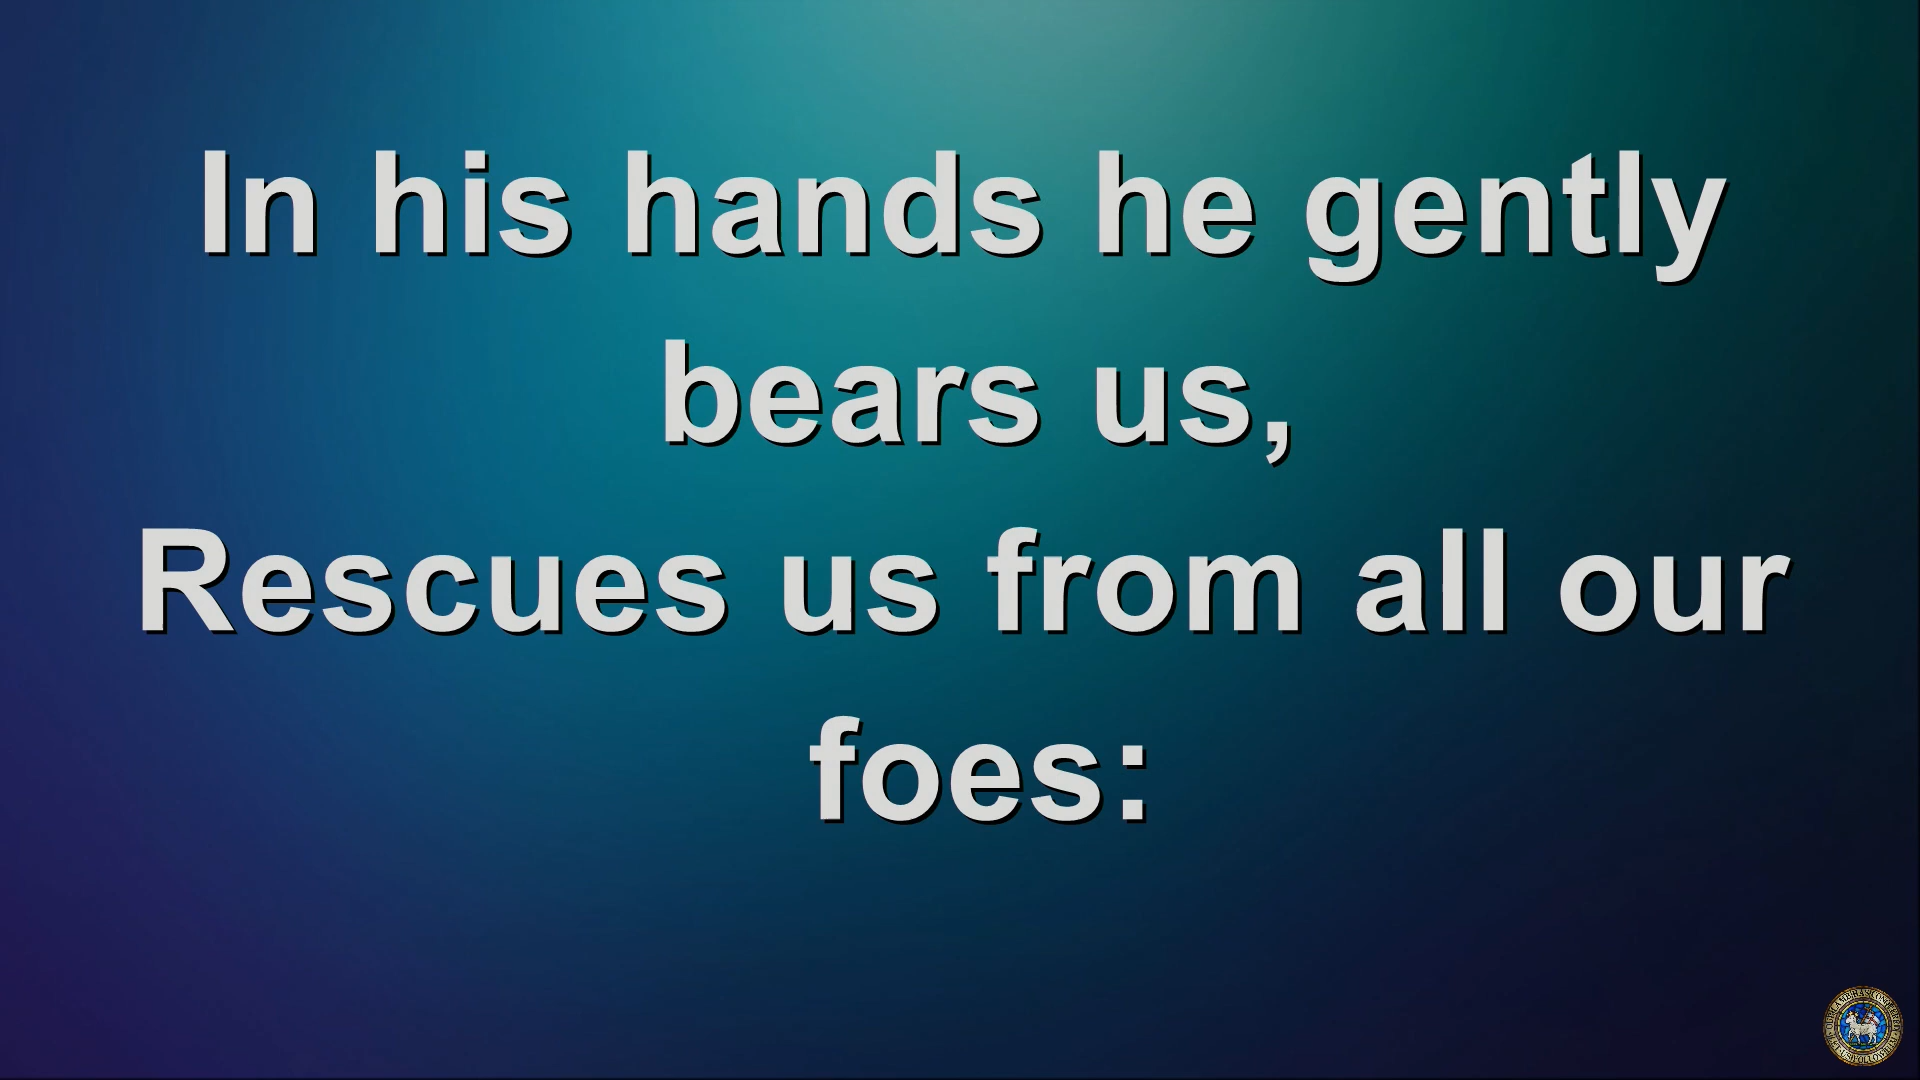 In his hands he gently
bears us,
Rescues us from all our
foes: